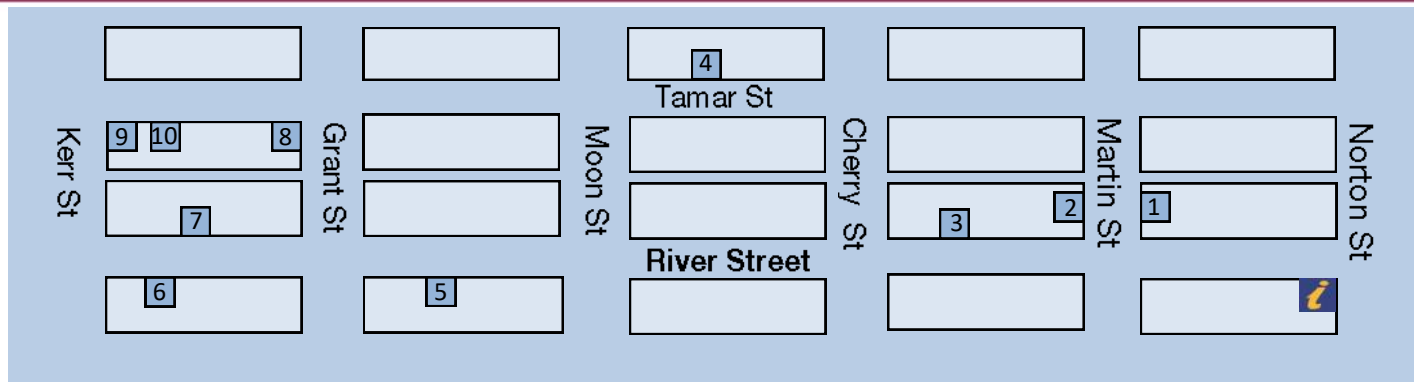 4
Tamar St
9 10 8
Kerr St
Grant St
Moon St
Cherry St
Martin St
Norton St
7
3
2
1
River Street
6
5
i